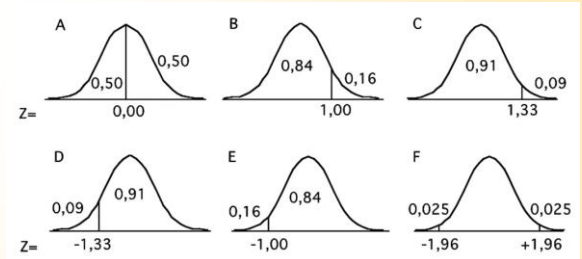 A B C
0,50 0,50 0,84 0,16 0,91 0,09
Z= 0,00 1,00 1,33
D E F
0,09 0,91 0,16 0,84 0,025 0,025
Z= -1,33 -1,00 -1,96 +1,96